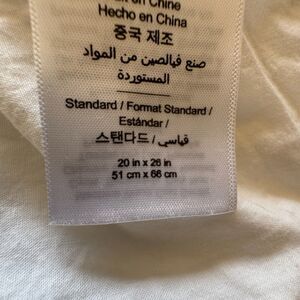 en Chine
Hecho en China
중국 제조
صنع فيالصين من المواد
المستوردة
Standard / Format Standard /
Estándar /
스탠다드 / قياسي
20 in x 26 in
51 cm x 66 cm